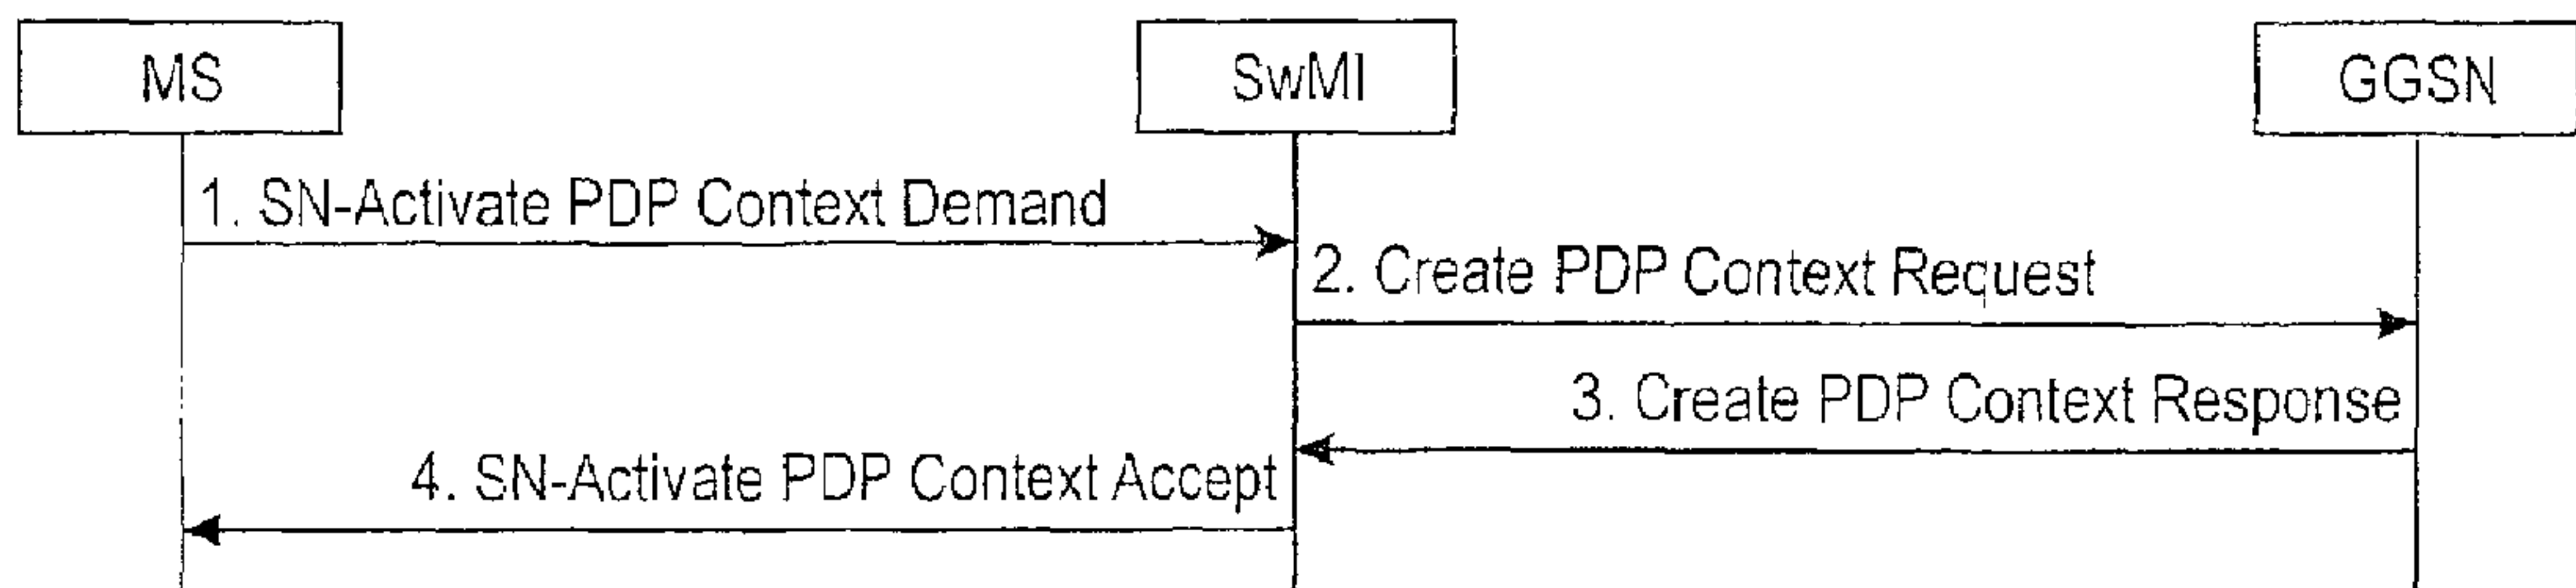 MS
SwMI
GGSN
1. SN-Activate PDP Context Demand
2. Create PDP Context Request
3. Create PDP Context Response
4. SN-Activate PDP Context Accept